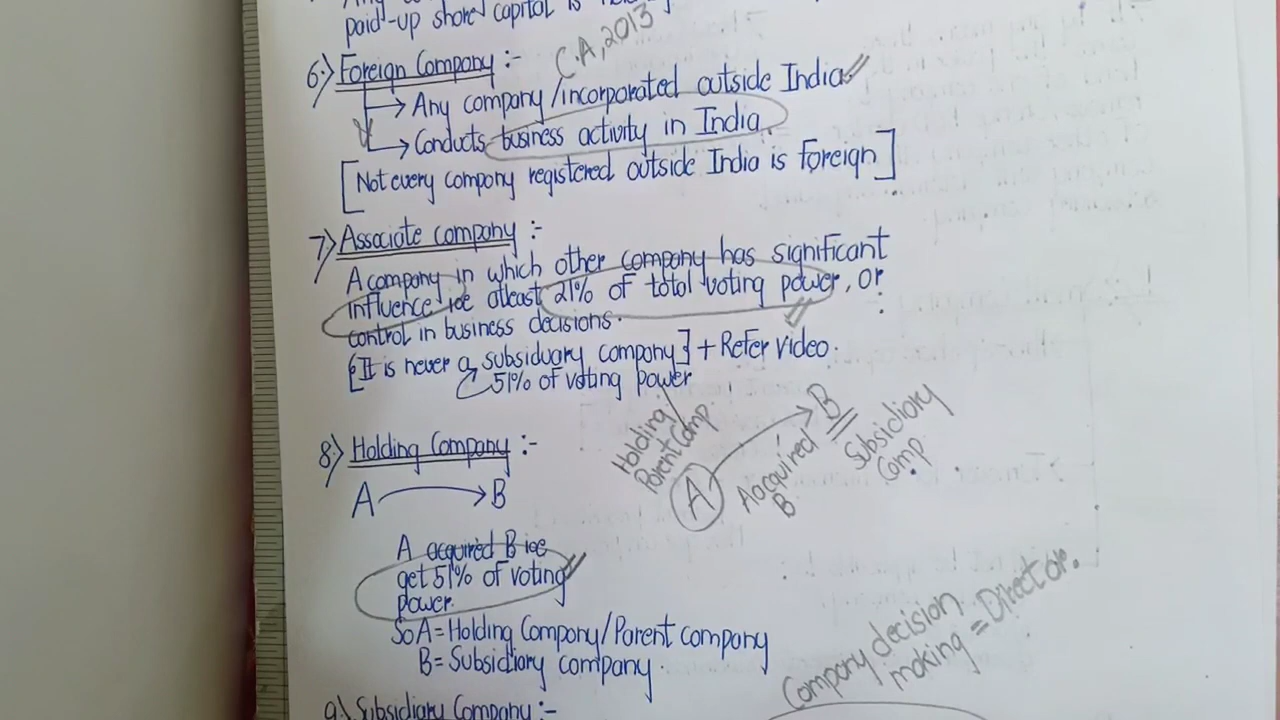 paid-up share capital is
6) Foreign Company :-
C.A, 2013
→ Any company/incorporated outside India
→ Conducts business activity in India
[Not every company registered outside India is foreign]
7) Associate Company :-
A company in which other company has significant
influence ie atleast 21% of total voting power, or
control in business decisions.
[It is never a subsiduary company] + Refer video.
51% of voting power
8) Holding Company :-
A → B
Holding/
Parent Comp.
A
Aacquired
B
B
Subsidiary
Comp.
A acquired B ie
get 51% of voting
power.
So A = Holding Company/Parent company
B = Subsidiary company.
Company decision
making = Director.
9) Subsidiary Company :-